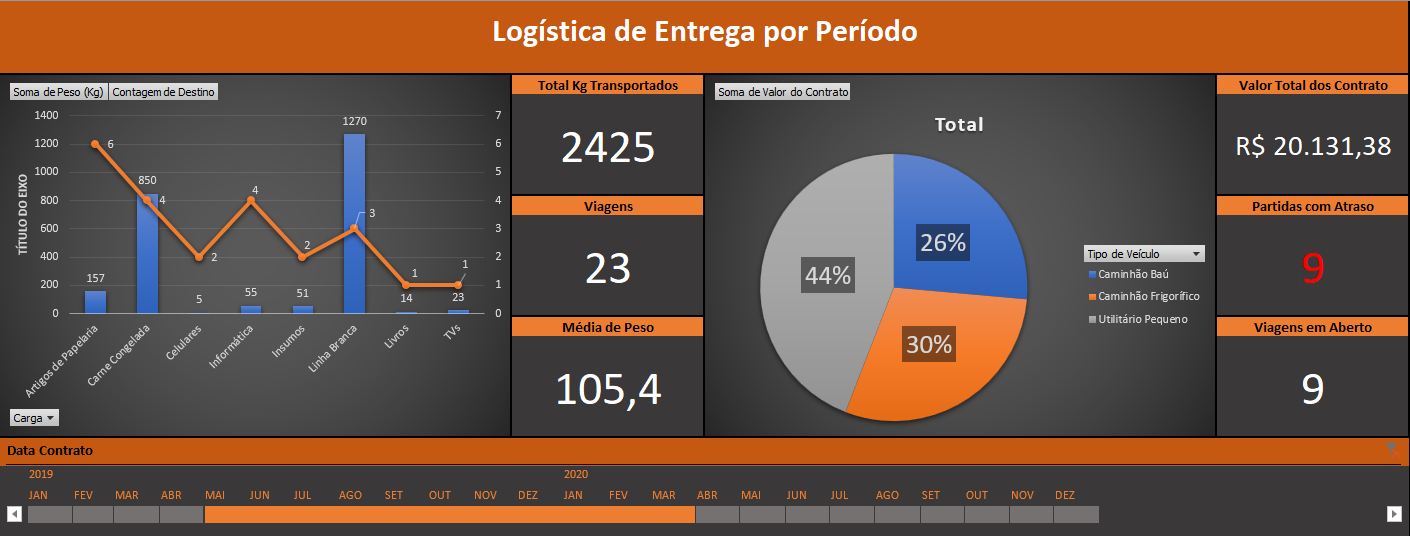 Logística de Entrega por Período
Soma de Peso (Kg) Contagem de Destino
1400
1200
1000
800
600
400
200
0
TÍTULO DO EIXO
7
6
5
4
3
2
1
0
157
850
5
55
51
1270
14
23
6
4
2
4
2
3
1
1
Artigos de Papelaria
Carne Congelada
Celulares
Informática
Insumos
Linha Branca
Livros
TVs
Carga
Total Kg Transportados
2425
Viagens
23
Média de Peso
105,4
Soma de Valor do Contrato
Total
26%
44%
30%
Tipo de Veículo
Caminhão Baú
Caminhão Frigorífico
Utilitário Pequeno
Valor Total dos Contrato
R$ 20.131,38
Partidas com Atraso
9
Viagens em Aberto
9
Data Contrato
2019 2020
JAN FEV MAR ABR MAI JUN JUL AGO SET OUT NOV DEZ JAN FEV MAR ABR MAI JUN JUL AGO SET OUT NOV DEZ